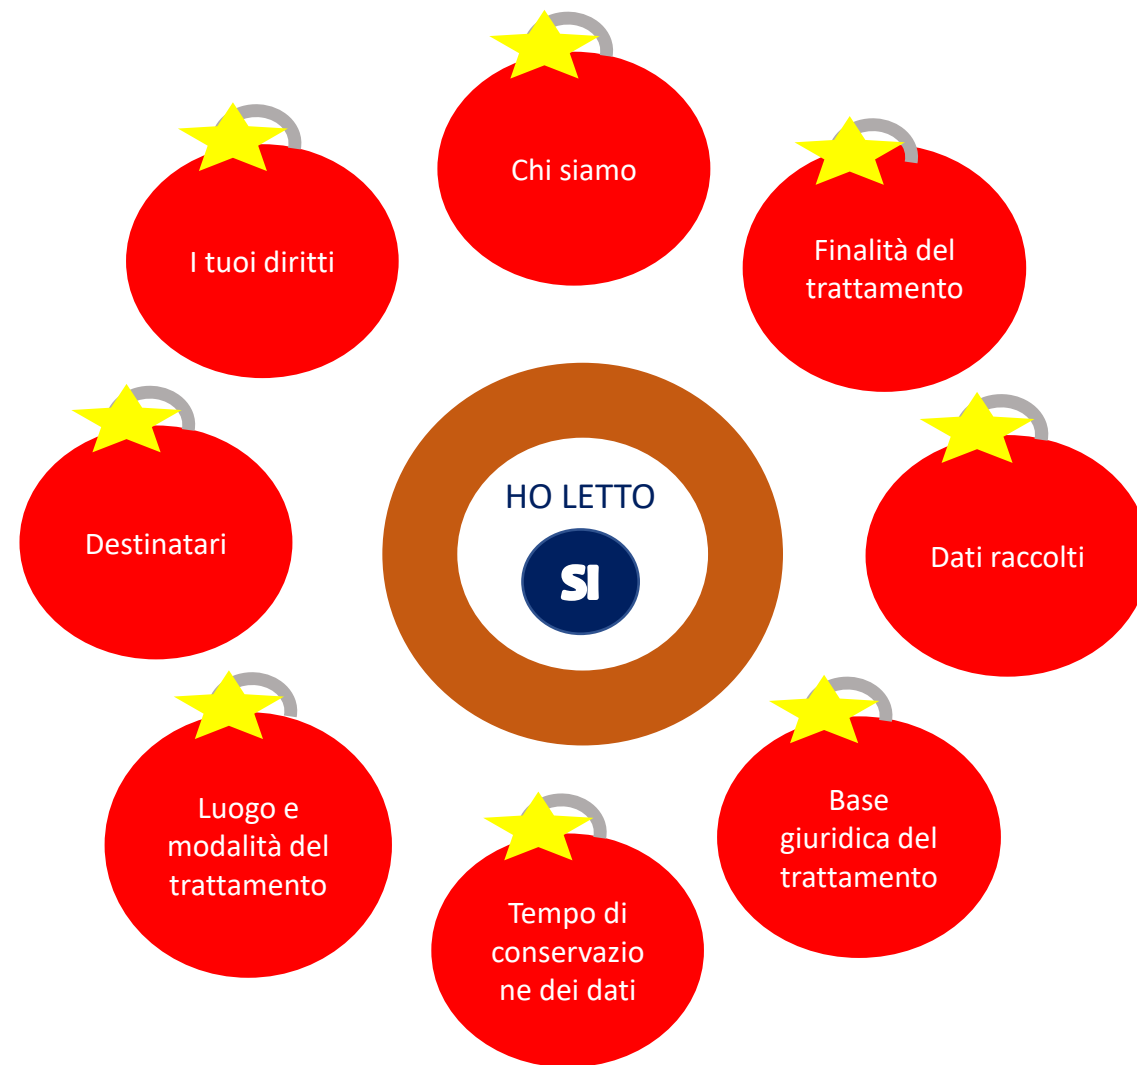 Chi siamo
I tuoi diritti
Finalità del
trattamento
HO LETTO
SI
Destinatari
Dati raccolti
Luogo e
modalità del
trattamento
Base
giuridica del
trattamento
Tempo di
conservazio
ne dei dati